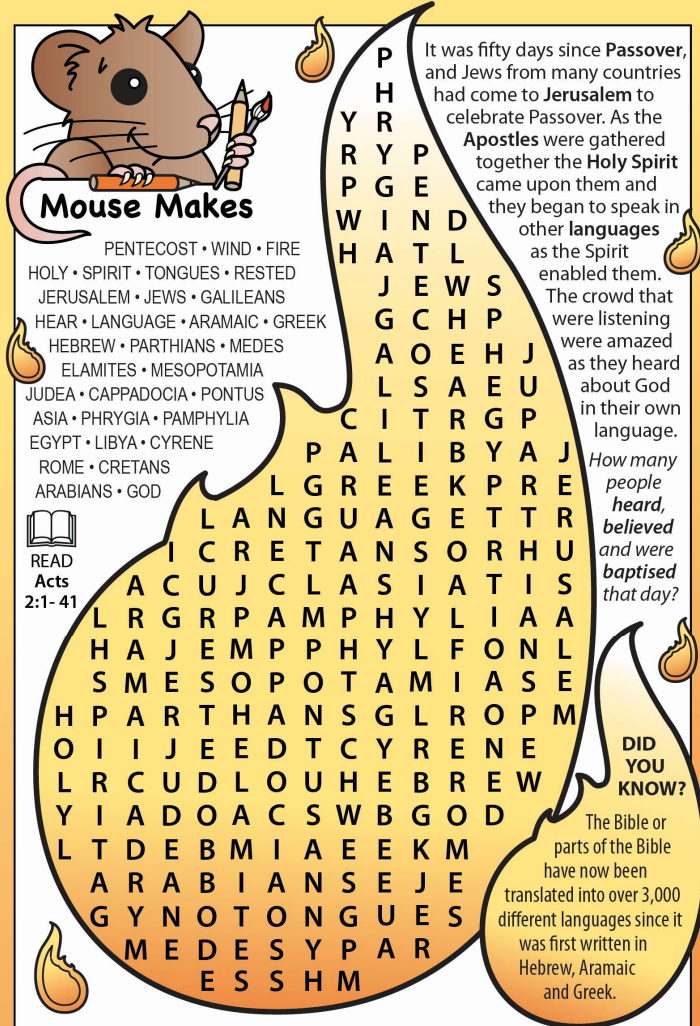 Mouse Makes
PENTECOST • WIND • FIRE
HOLY • SPIRIT • TONGUES • RESTED
JERUSALEM • JEWS • GALILEANS
HEAR • LANGUAGE • ARAMAIC • GREEK
HEBREW • PARTHIANS • MEDES
ELAMITES • MESOPOTAMIA
JUDEA • CAPPADOCIA • PONTUS
ASIA • PHRYGIA • PAMPHYLIA
EGYPT • LIBYA • CYRENE
ROME • CRETANS
ARABIANS • GOD
READ
Acts
2:1- 41
It was fifty days since Passover,
and Jews from many countries
had come to Jerusalem to
celebrate Passover. As the
Apostles were gathered
together the Holy Spirit
came upon them and
they began to speak in
other languages
as the Spirit
enabled them.
The crowd that
were listening
were amazed
as they heard
about God
in their own
language.
How many
people
heard,
believed
and were
baptised
that day?
P
H
Y R
R Y P
P G E
W I N D
H A T L
J E W S
G C H P
A O E H J
L S A E U
C I T R G P
P A L I B Y A J
L G R E E K P R E
L A N G U A G E T T R
I C R E T A N S O R H U
A C U J C L A S I A T I S
L R G R P A M P H Y L I A A
H A J E M P P H Y L F O N L
S M E S O P O T A M I A S E
H P A R T H A N S G L R O P M
O I I J E E D T C Y R E N E
L R C U D L O U H E B R E W
Y I A D O A C S W B G O D
L T D E B M I A E E K M
A R A B I A N S E J E
G Y N O T O N G U E S
M E D E S Y P A R
E S S H M
DID
YOU
KNOW?
The Bible or
parts of the Bible
have now been
translated into over 3,000
different languages since it
was first written in
Hebrew, Aramaic
and Greek.